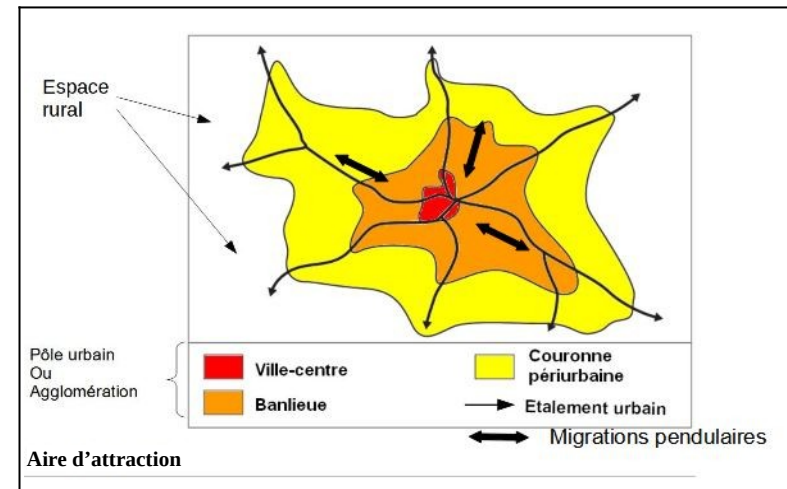 Espace
rural
Pôle urbain
Ou
Agglomération
Ville-centre
Banlieue
Couronne
périurbaine
Etalement urbain
Migrations pendulaires
Aire d'attraction